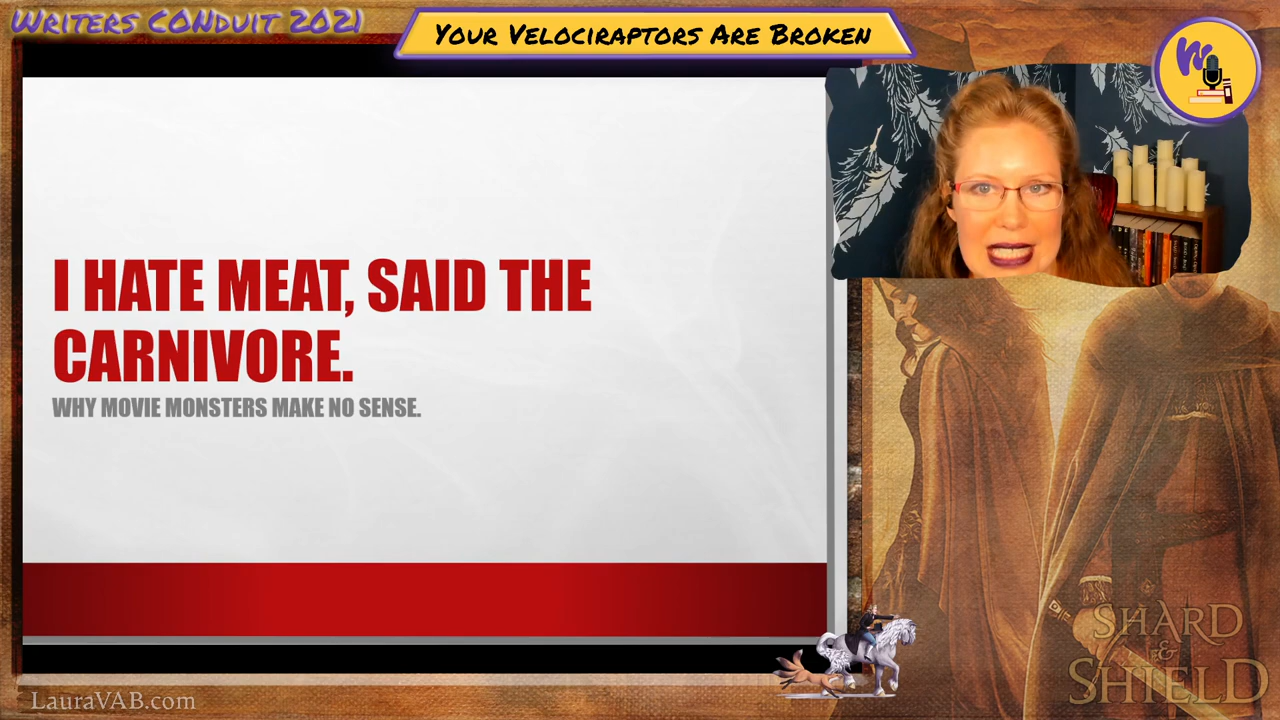 Writers CONduit 2021
Your Velociraptors Are Broken
W
I HATE MEAT, SAID THE
CARNIVORE.
WHY MOVIE MONSTERS MAKE NO SENSE.
SHARD
&
SHIELD
LauraVAB.com